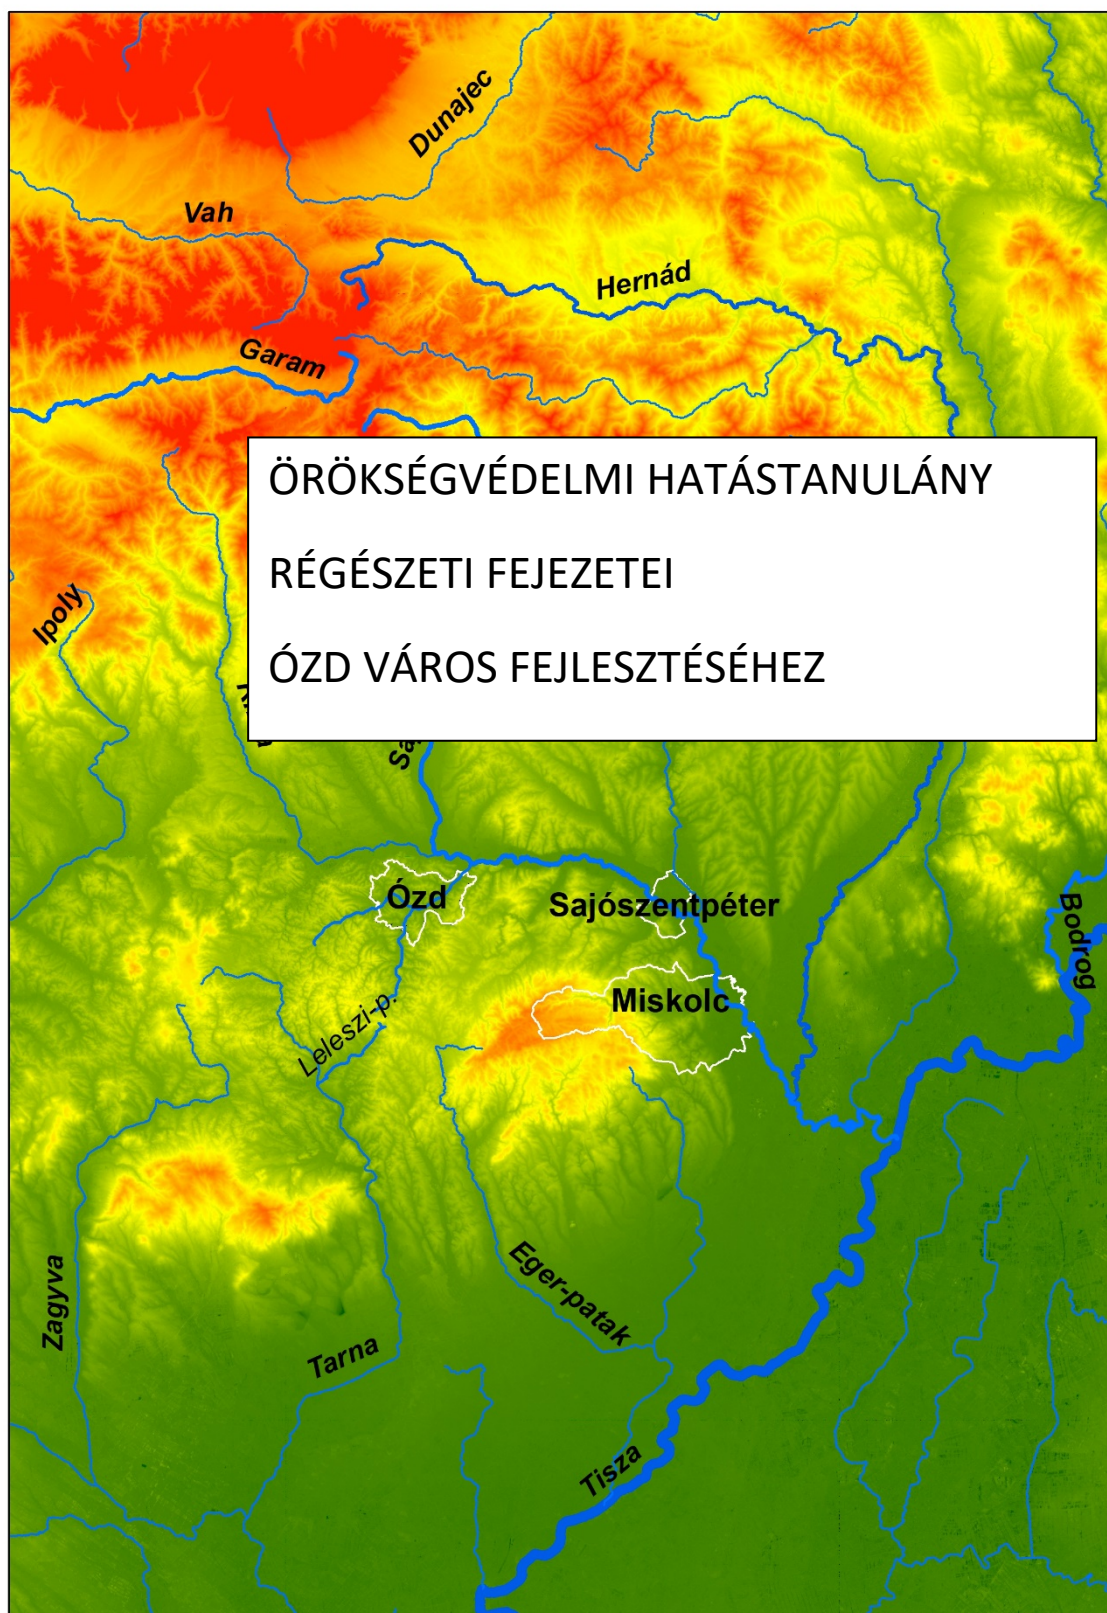 Dunajec
Vah
Hernád
Garam
ÖRÖKSÉGVÉDELMI HATÁSTANULÁNY
RÉGÉSZETI FEJEZETEI
ÓZD VÁROS FEJLESZTÉSÉHEZ
Ipoly
Ózd
Sajószentpéter
Bodrog
Miskolc
Leleszi-p.
Eger-patak
Zagyva
Tarna
Tisza